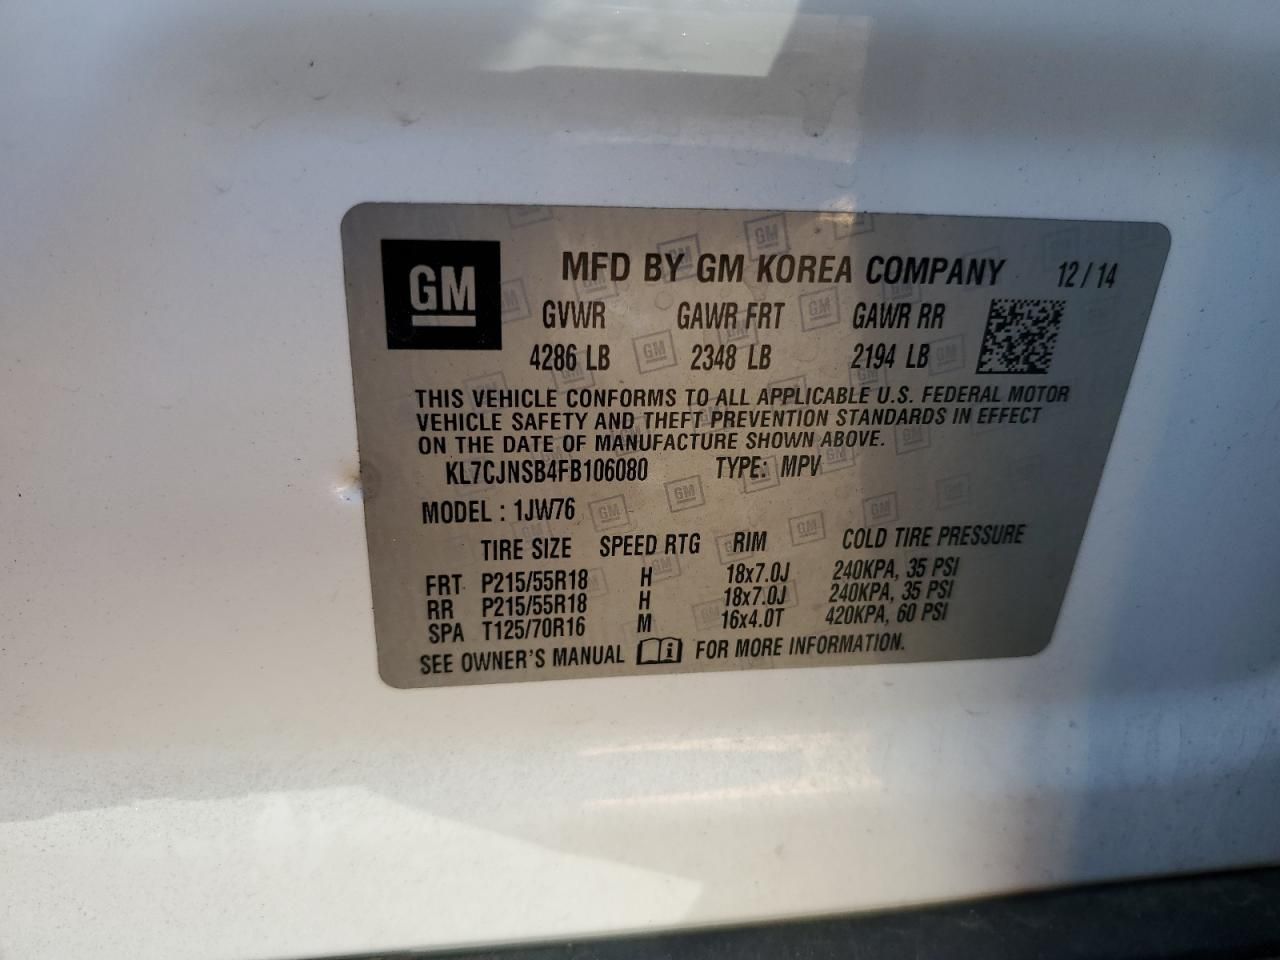 GM
MFD BY GM KOREA COMPANY 12/14
GVWR GAWR FRT GAWR RR
4286 LB 2348 LB 2194 LB
THIS VEHICLE CONFORMS TO ALL APPLICABLE U.S. FEDERAL MOTOR
VEHICLE SAFETY AND THEFT PREVENTION STANDARDS IN EFFECT
ON THE DATE OF MANUFACTURE SHOWN ABOVE.
KL7CJNSB4FB106080 TYPE: MPV
MODEL : 1JW76
TIRE SIZE SPEED RTG RIM COLD TIRE PRESSURE
FRT P215/55R18 H 18x7.0J 240KPA, 35 PSI
RR P215/55R18 H 18x7.0J 240KPA, 35 PSI
SPA T125/70R16 M 16x4.0T 420KPA, 60 PSI
SEE OWNER'S MANUAL i FOR MORE INFORMATION.